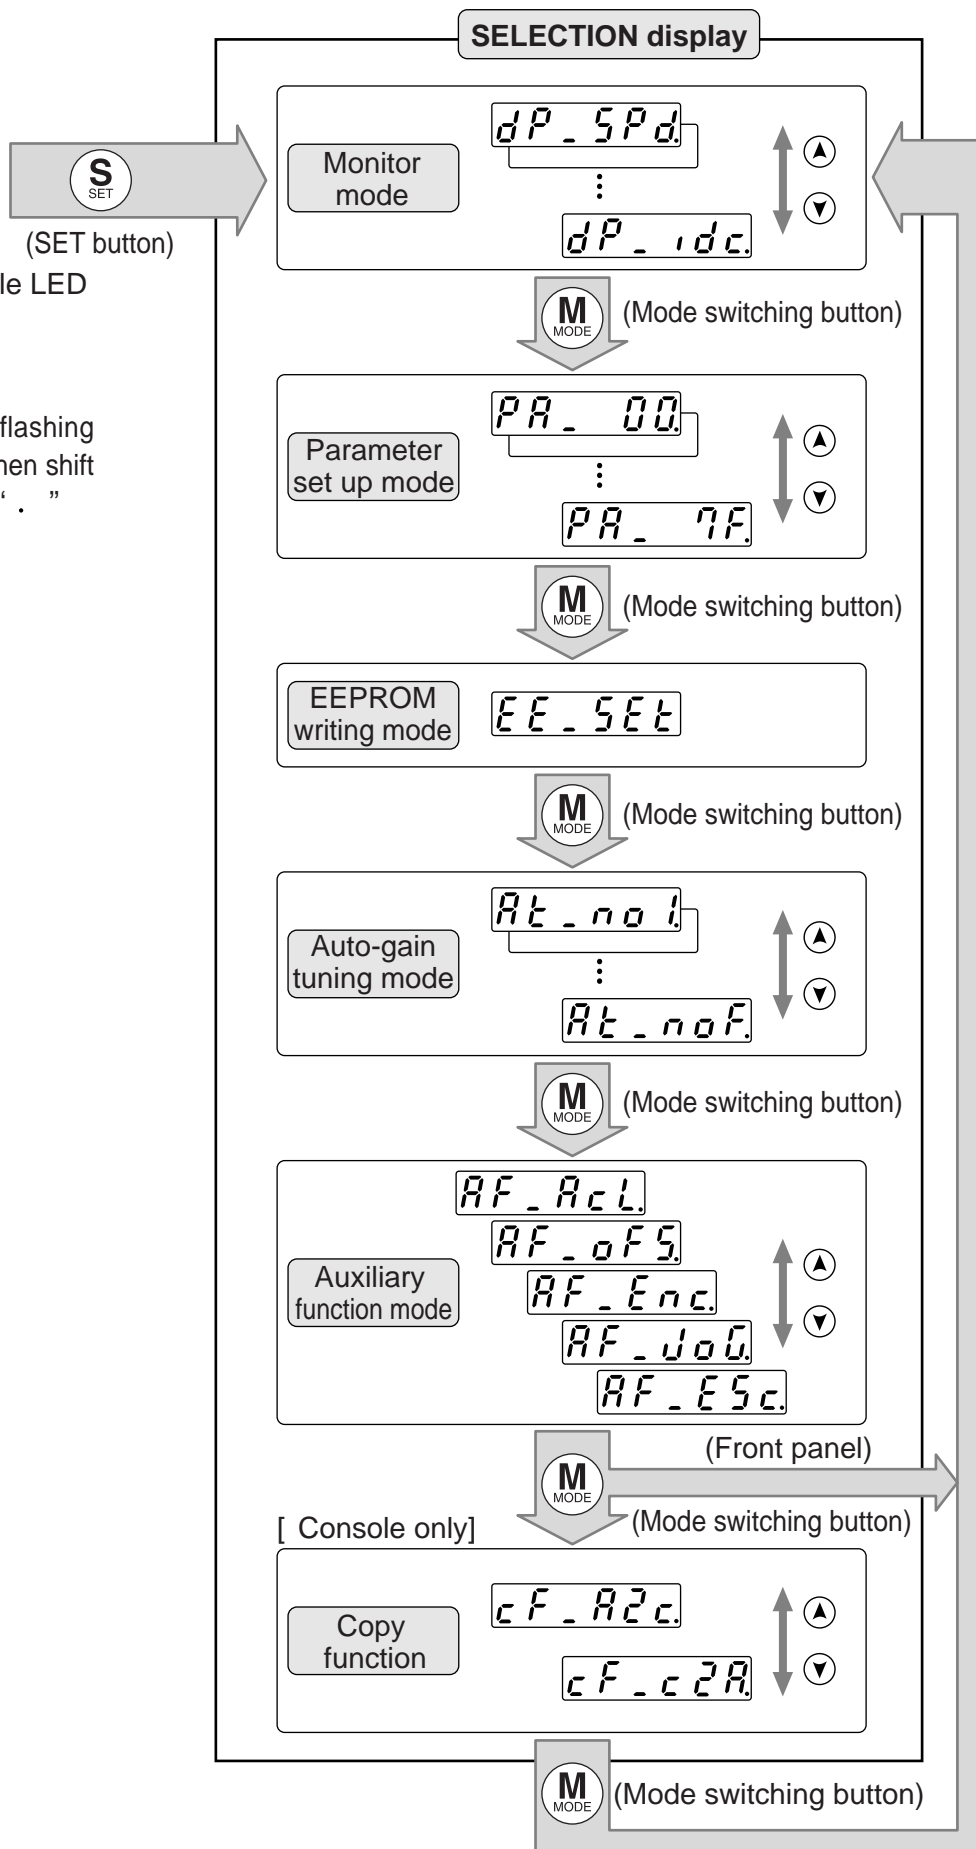 SELECTION display
dP_SPd.
Monitor
mode
dP_ idc.
S
SET
(SET button)
le LED
M
MODE
(Mode switching button)
PA_ 00.
flashing
Parameter
set up mode
hen shift
“ . ”
PA_ 7F.
M
MODE
(Mode switching button)
EEPROM
writing mode
EE_SEt
M
MODE
(Mode switching button)
At_no1.
Auto-gain
tuning mode
At_noF.
M
MODE
(Mode switching button)
AF_AcL.
AF_oFS.
Auxiliary
function mode
AF_Enc.
AF_JoG.
AF_ESc.
(Front panel)
M
MODE
(Mode switching button)
[ Console only]
cF_A2c.
Copy
function
cF_c2A.
M
MODE
(Mode switching button)